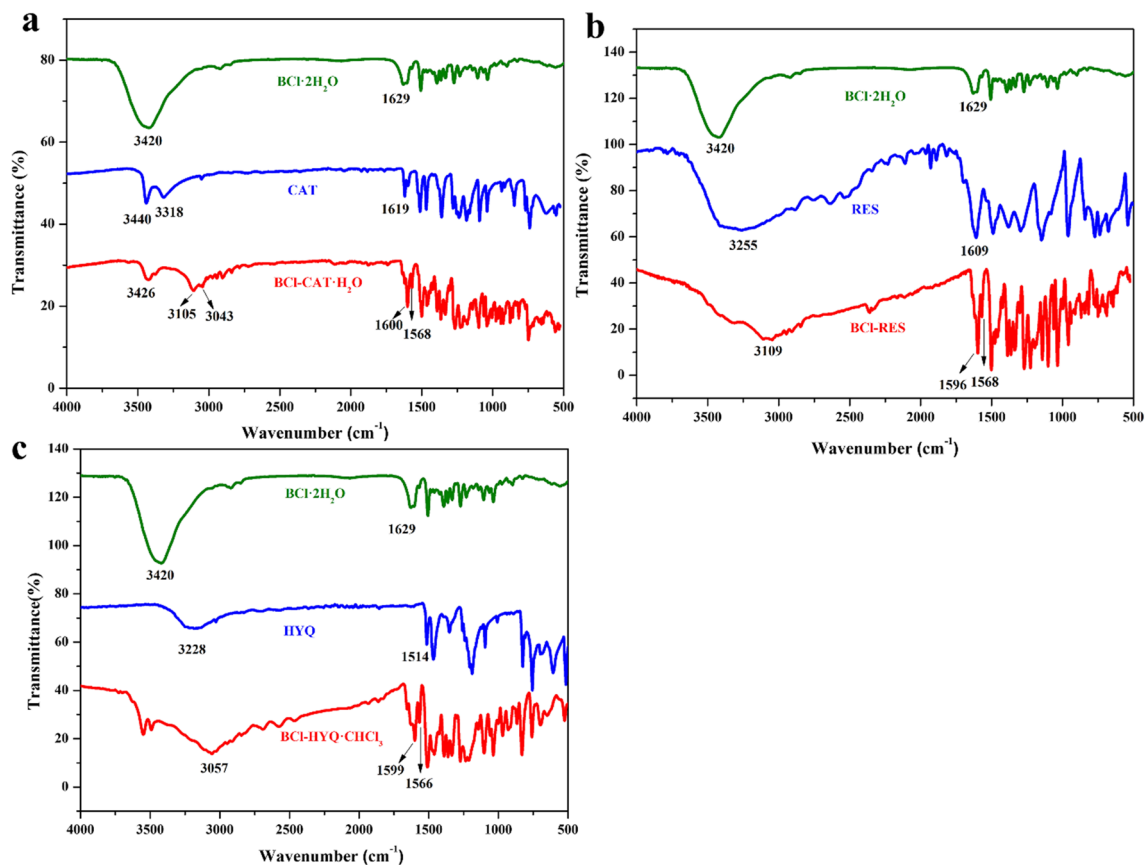 a
80
60
40
20
0
Transmittance (%)
BCl·2H₂O
3420
1629
CAT
3440
3318
1619
BCl-CAT·H₂O
3426
3105
3043
1600
1568
4000 3500 3000 2500 2000 1500 1000 500
Wavenumber (cm⁻¹)
b
140
120
100
80
60
40
20
0
Transmittance (%)
BCl·2H₂O
3420
1629
RES
3255
1609
BCl-RES
3109
1596
1568
4000 3500 3000 2500 2000 1500 1000 500
Wavenumber (cm⁻¹)
c
140
120
100
80
60
40
20
0
Transmittance(%)
BCl·2H₂O
3420
1629
HYQ
3228
1514
BCl-HYQ·CHCl₃
3057
1599
1566
4000 3500 3000 2500 2000 1500 1000 500
Wavenumber (cm⁻¹)